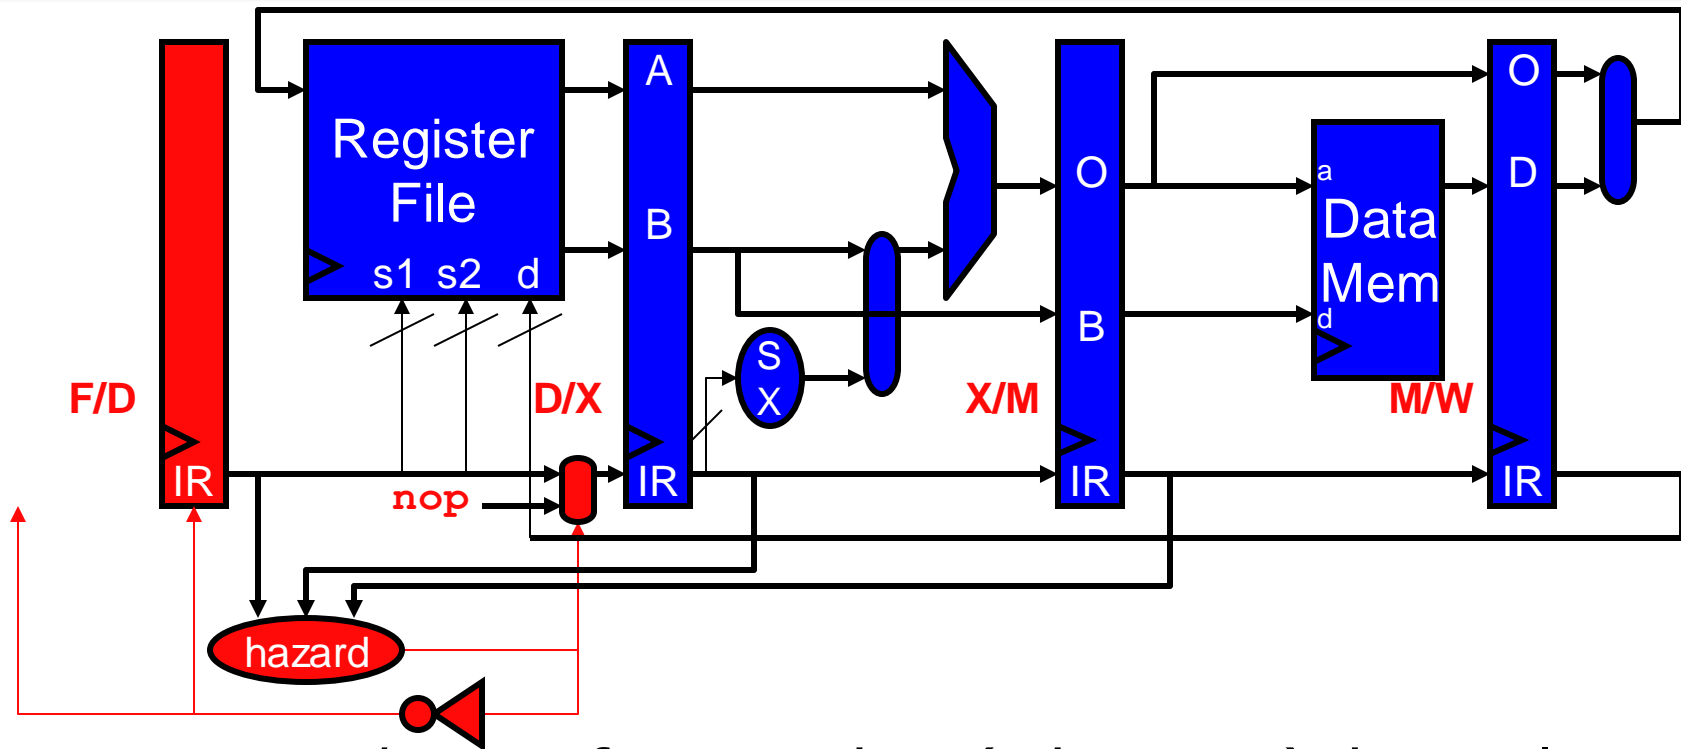 A
O
Register
File
s1 s2 d
B
O
D
a
Data
Mem
d
B
S
X
F/D
D/X
X/M
M/W
IR
nop
IR
IR
IR
hazard